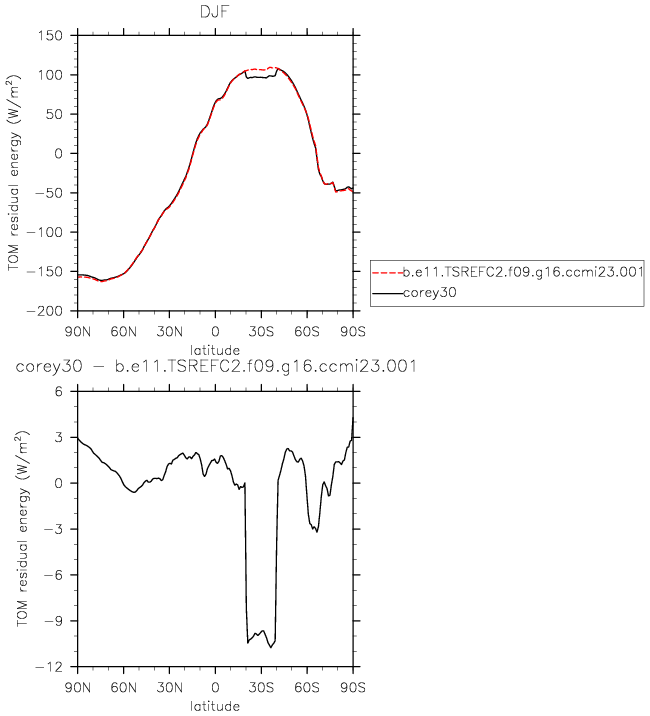 DJF
TOM residual energy (W/m²)
150
100
50
0
−50
−100
−150
−200
90N 60N 30N 0 30S 60S 90S
latitude
b.e11.TSREFC2.f09.g16.ccmi23.001
corey30
corey30 − b.e11.TSREFC2.f09.g16.ccmi23.001
TOM residual energy (W/m²)
6
3
0
−3
−6
−9
−12
90N 60N 30N 0 30S 60S 90S
latitude